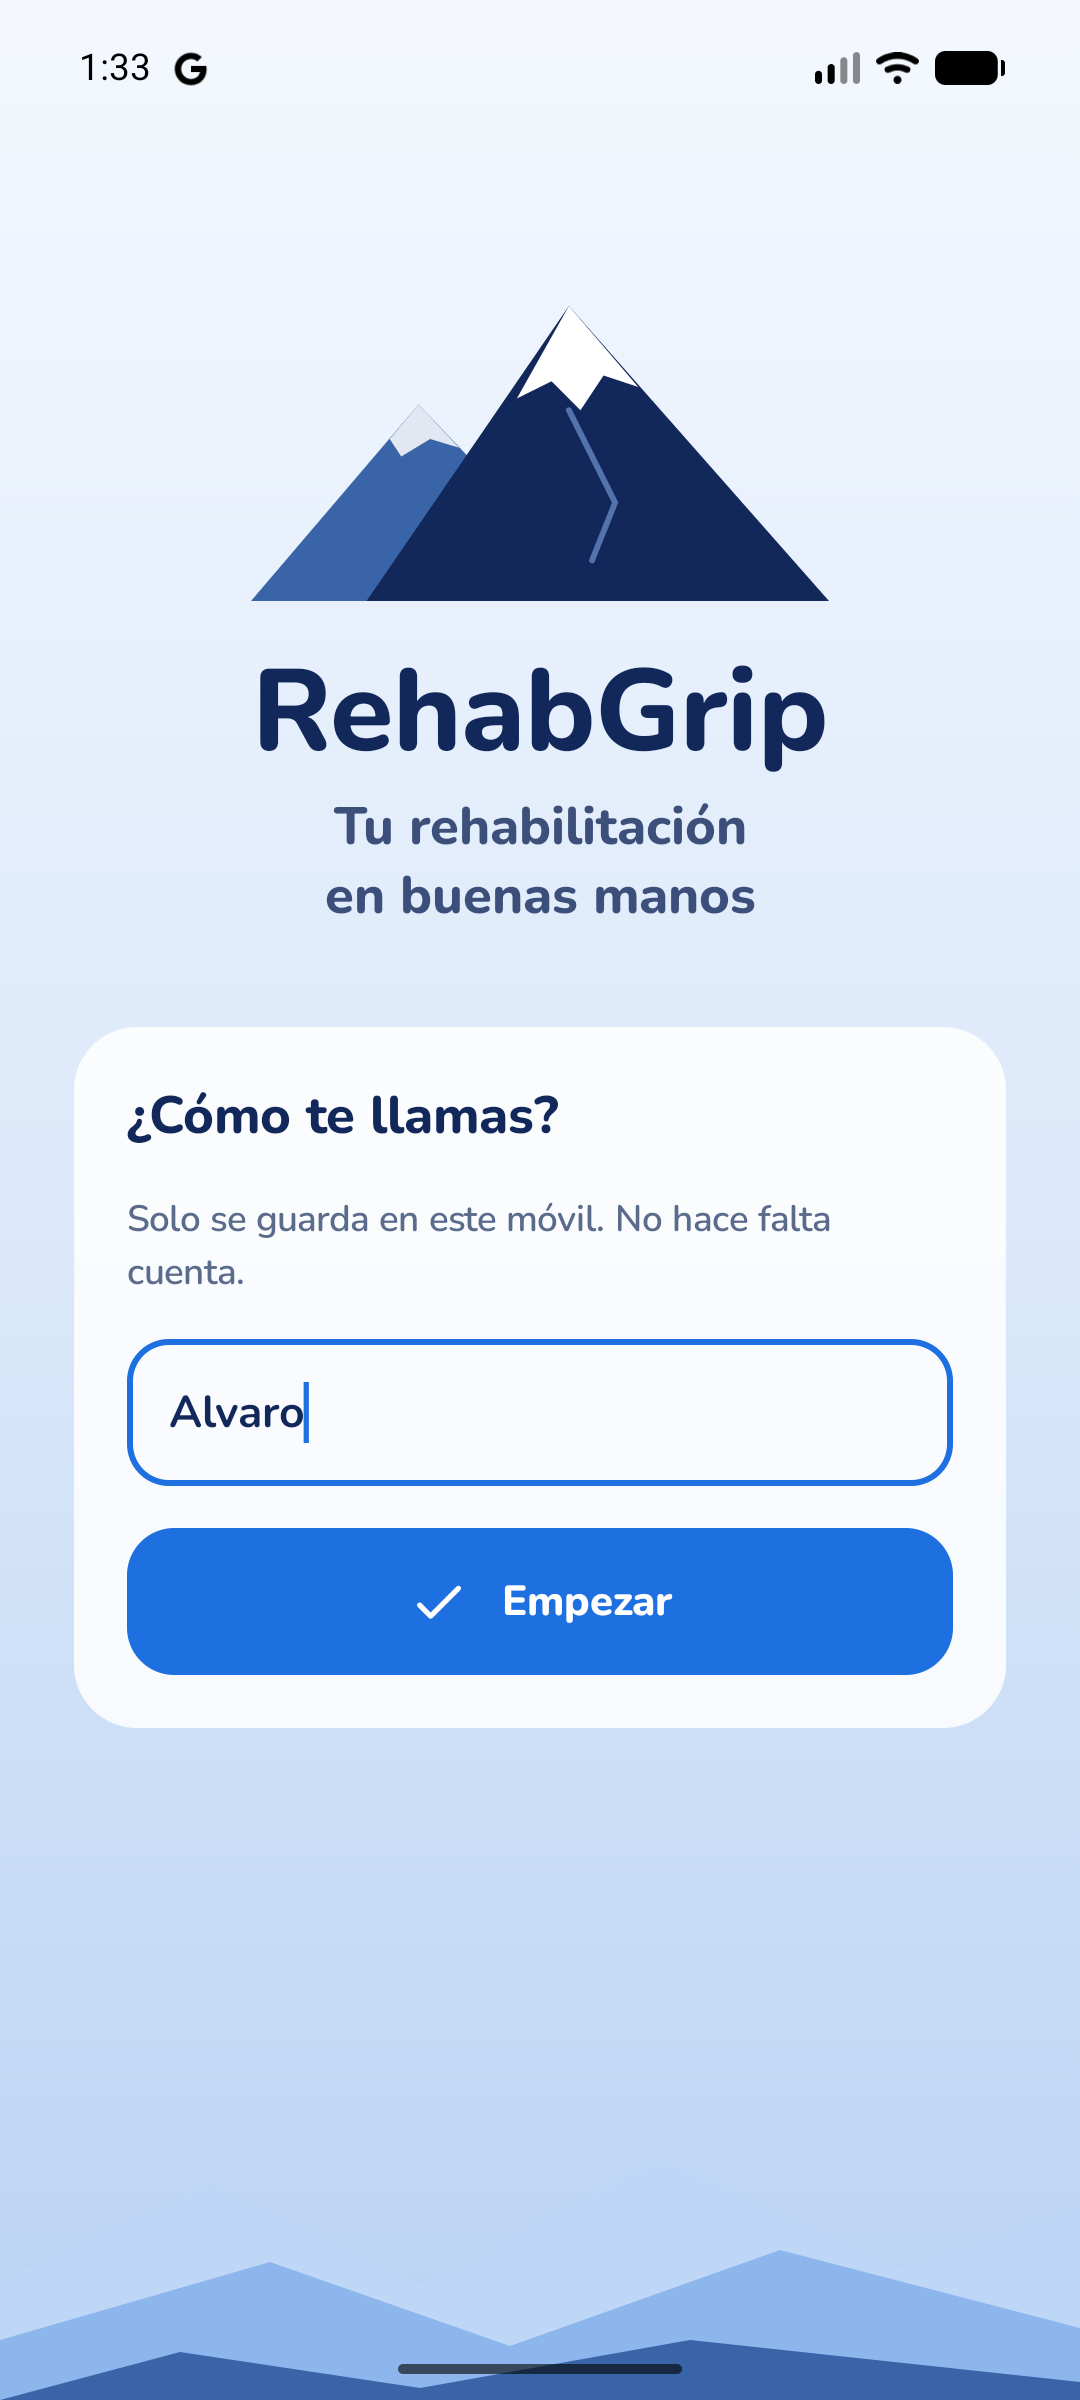 1:33
RehabGrip
Tu rehabilitación
en buenas manos
¿Cómo te llamas?
Solo se guarda en este móvil. No hace falta
cuenta.
Alvaro
Empezar